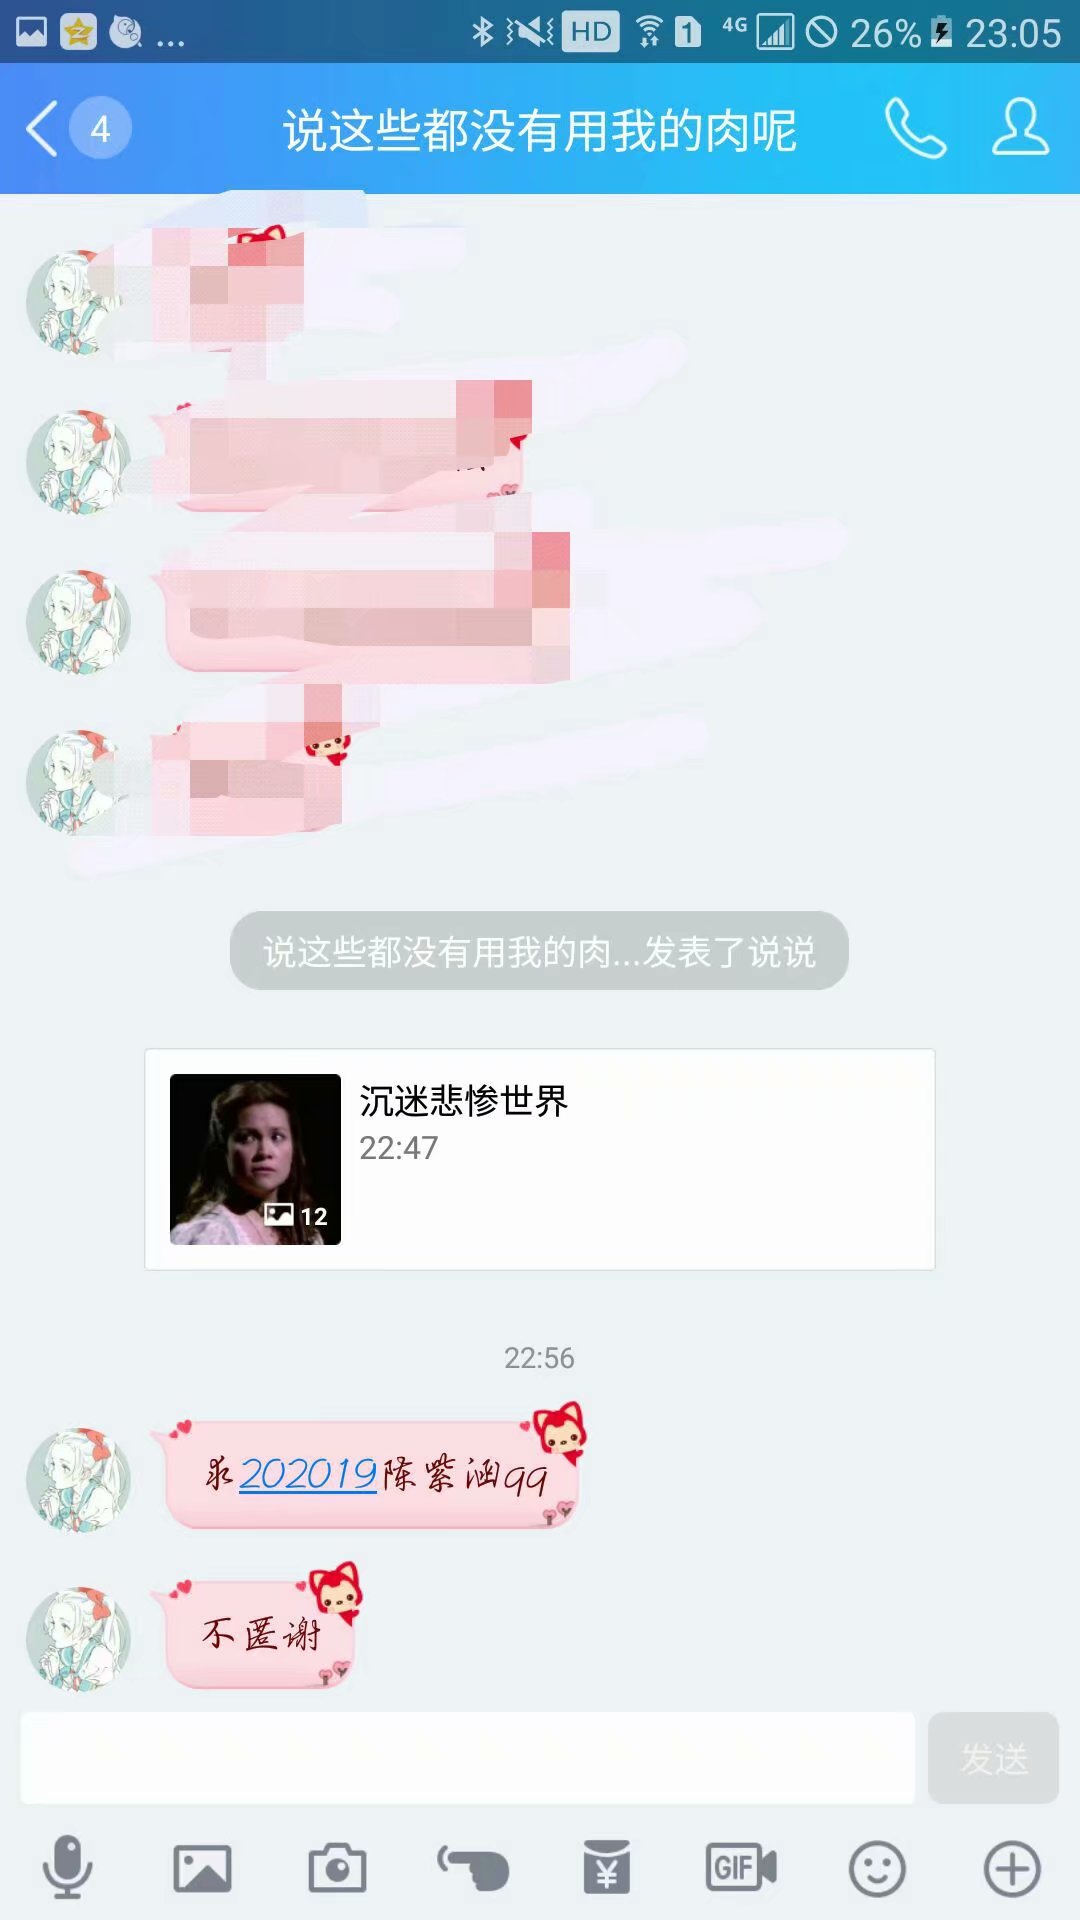 HD 1 4G 26% 23:05
4 说这些都没有用我的肉呢
说这些都没有用我的肉...发表了说说
沉迷悲惨世界
22:47
12
22:56
求202019陈紫涵qq
不匿谢
发送
GIF